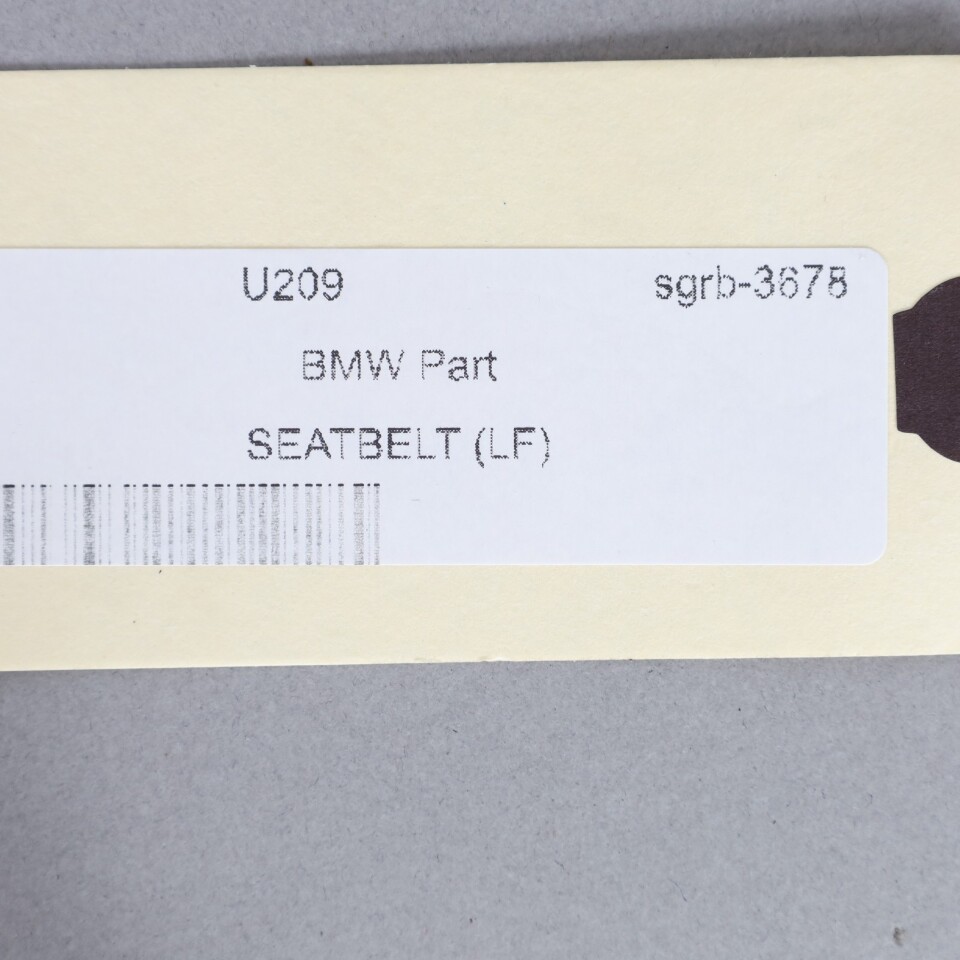 U209 sgrb-3678
BMW Part
SEATBELT (LF)